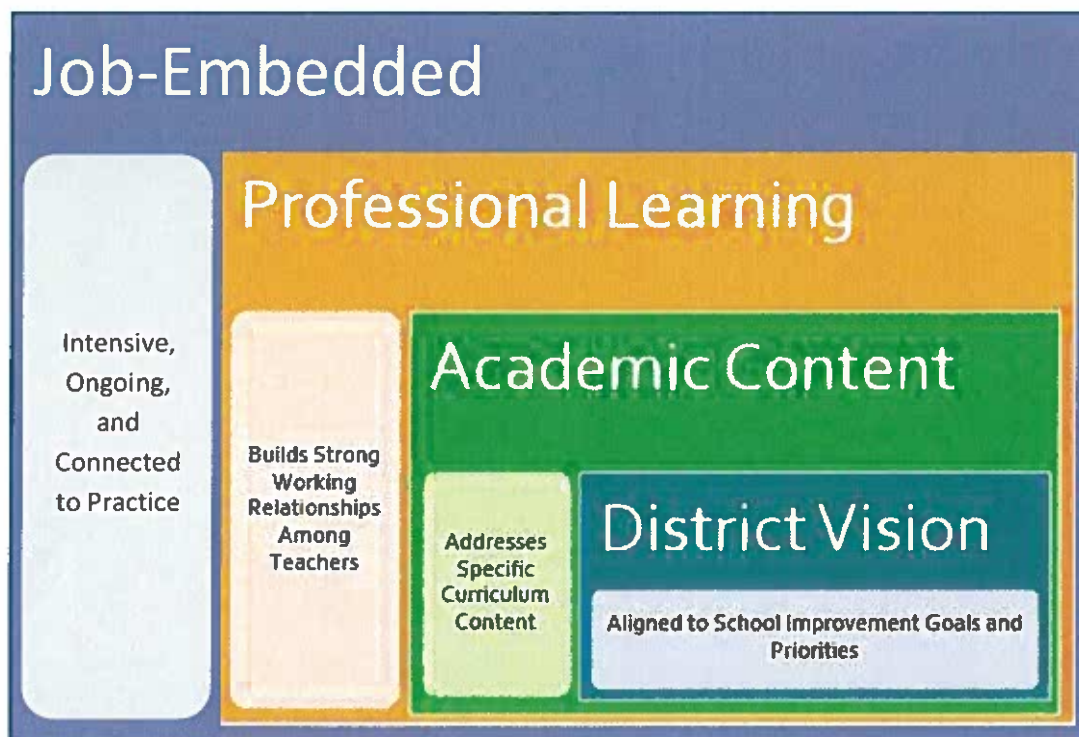 Job-Embedded
Professional Learning
Academic Content
District Vision
Intensive,
Ongoing,
and
Connected
to Practice
Builds Strong
Working
Relationships
Among
Teachers
Addresses
Specific
Curriculum
Content
Aligned to School Improvement Goals and
Priorities